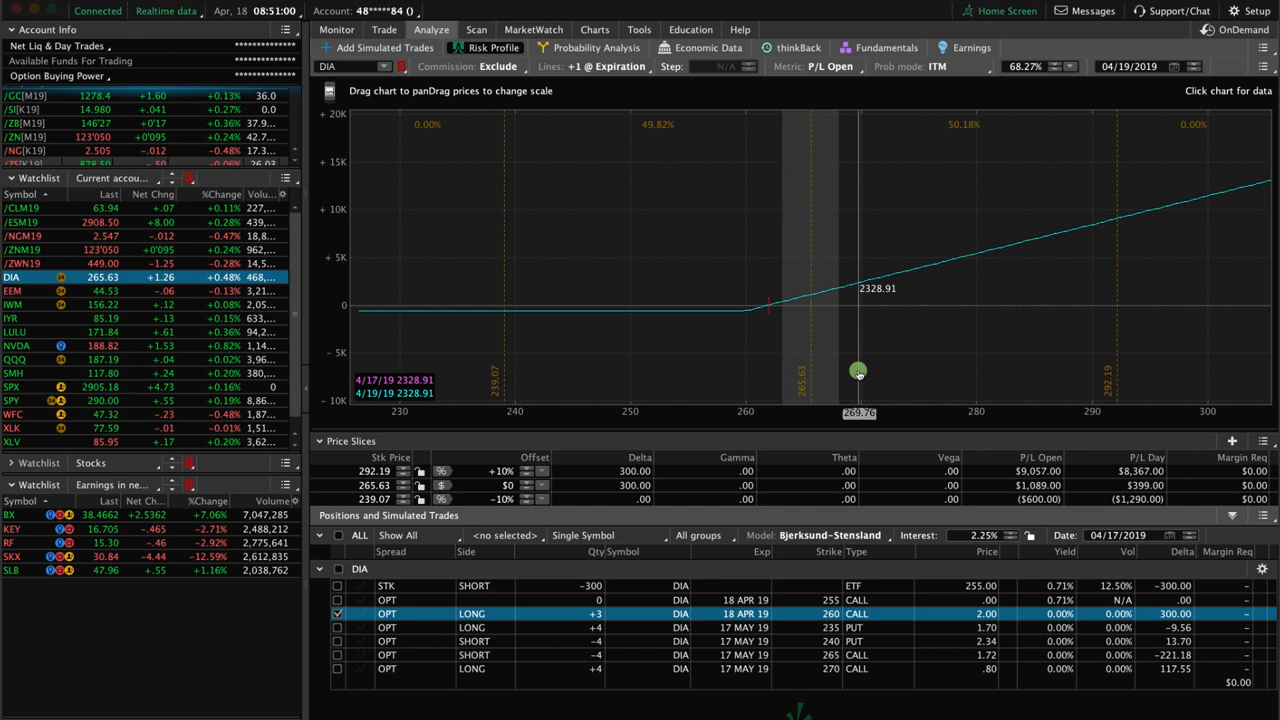 Connected Realtime data Apr, 18 08:51:00 Account: 48*****84 () Home Screen Messages Support/Chat Setup
Account Info
Net Liq & Day Trades **************
Available Funds For Trading **************
Option Buying Power **************
/GC[M19] 1278.4 +1.60 +0.13% 36.0
/SI[K19] 14.980 +.041 +0.27% 0.0
/ZB[M19] 146'27 +0'17 +0.36% 37.9...
/ZN[M19] 123'050 +0'095 +0.24% 42.7...
/NG[M19] 2.505 -.012 -0.48% 17.3...
/ZS[K19] 878.50 -.50 -0.06% 26.03
Watchlist Current accou...
Symbol Last Net Chng %Change Volu...
/CLM19 63.94 +.07 +0.11% 227,...
/ESM19 2908.50 +8.00 +0.28% 439,...
/NGM19 2.547 -.012 -0.47% 18,8...
/ZNM19 123'050 +0'095 +0.24% 962,...
/ZWN19 449.00 -1.25 -0.28% 14,5...
DIA 24 265.63 +1.26 +0.48% 468,...
EEM 24 44.53 -.06 -0.13% 3,21...
IWM 24 156.22 +.12 +0.08% 207,...
IYR 85.19 +.13 +0.15% 633,...
LULU 171.84 +.61 +0.36% 132,...
NVDA 188.82 +1.53 +0.82% 1,14...
QQQ 24 187.19 +.04 +0.02% 3,96...
SMH 117.80 +.24 +0.20% 380,...
SPX 2905.18 +4.73 +0.16% 0
SPY 24 290.00 +.55 +0.19% 8,86...
WFC 47.32 -.23 -0.48% 1,87...
XLK 24 77.59 -.01 -0.01% 1,51...
XLV 85.95 +.17 +0.20% 3,62...
Watchlist Stocks
Watchlist Earnings in ne...
Symbol Last Net Ch... %Change Volume
BX 38.4662 +2.5362 +7.06% 7,047,285
KEY 16.705 -.465 -2.71% 2,488,212
RF 15.30 -.46 -2.92% 2,775,641
SKX 30.84 -4.44 -12.59% 2,612,835
SLB 47.96 +.55 +1.16% 2,038,762
Monitor Trade Analyze Scan MarketWatch Charts Tools Education Help OnDemand
Add Simulated Trades Risk Profile Probability Analysis Economic Data thinkBack Fundamentals Earnings
DIA Commission: Exclude Lines: +1 @ Expiration Step: N/A Metric: P/L Open Prob mode: ITM 68.27% 04/19/2019
Drag chart to panDrag prices to change scale Click chart for data
+ 20K
+ 15K
+ 10K
+ 5K
0
- 5K
- 10K
0.00% 49.82% 50.18% 0.00%
2328.91
239.07 265.63 292.19
4/17/19 2328.91
4/19/19 2328.91
230 240 250 260 269.76 280 290 300
Price Slices
Stk Price Offset Delta Gamma Theta Vega P/L Open P/L Day Margin Req
292.19 % +10% 300.00 .00 .00 .00 $9,057.00 $8,367.00 $0.00
265.63 $ $0 300.00 .00 .00 .00 $1,089.00 $399.00 $0.00
239.07 % -10% .00 .00 .00 .00 ($600.00) ($1,290.00) $0.00
Positions and Simulated Trades
ALL Show All <no selected> Single Symbol All groups Model: Bjerksund-Stensland Interest: 2.25% Date: 04/17/2019
Spread Side Qty Symbol Exp Strike Type Price Yield Vol Delta Margin Req
DIA
STK SHORT -300 DIA ETF 255.00 0.71% 12.50% -300.00 -
OPT 0 DIA 18 APR 19 255 CALL .00 0.71% N/A .00 -
OPT LONG +3 DIA 18 APR 19 260 CALL 2.00 0.00% 0.00% 300.00 -
OPT LONG +4 DIA 17 MAY 19 235 PUT 1.70 0.00% 0.00% -9.56 -
OPT SHORT -4 DIA 17 MAY 19 240 PUT 2.34 0.00% 0.00% 13.70 -
OPT SHORT -4 DIA 17 MAY 19 265 CALL 1.72 0.00% 0.00% -221.18 -
OPT LONG +4 DIA 17 MAY 19 270 CALL .80 0.00% 0.00% 117.55 -
$0.00